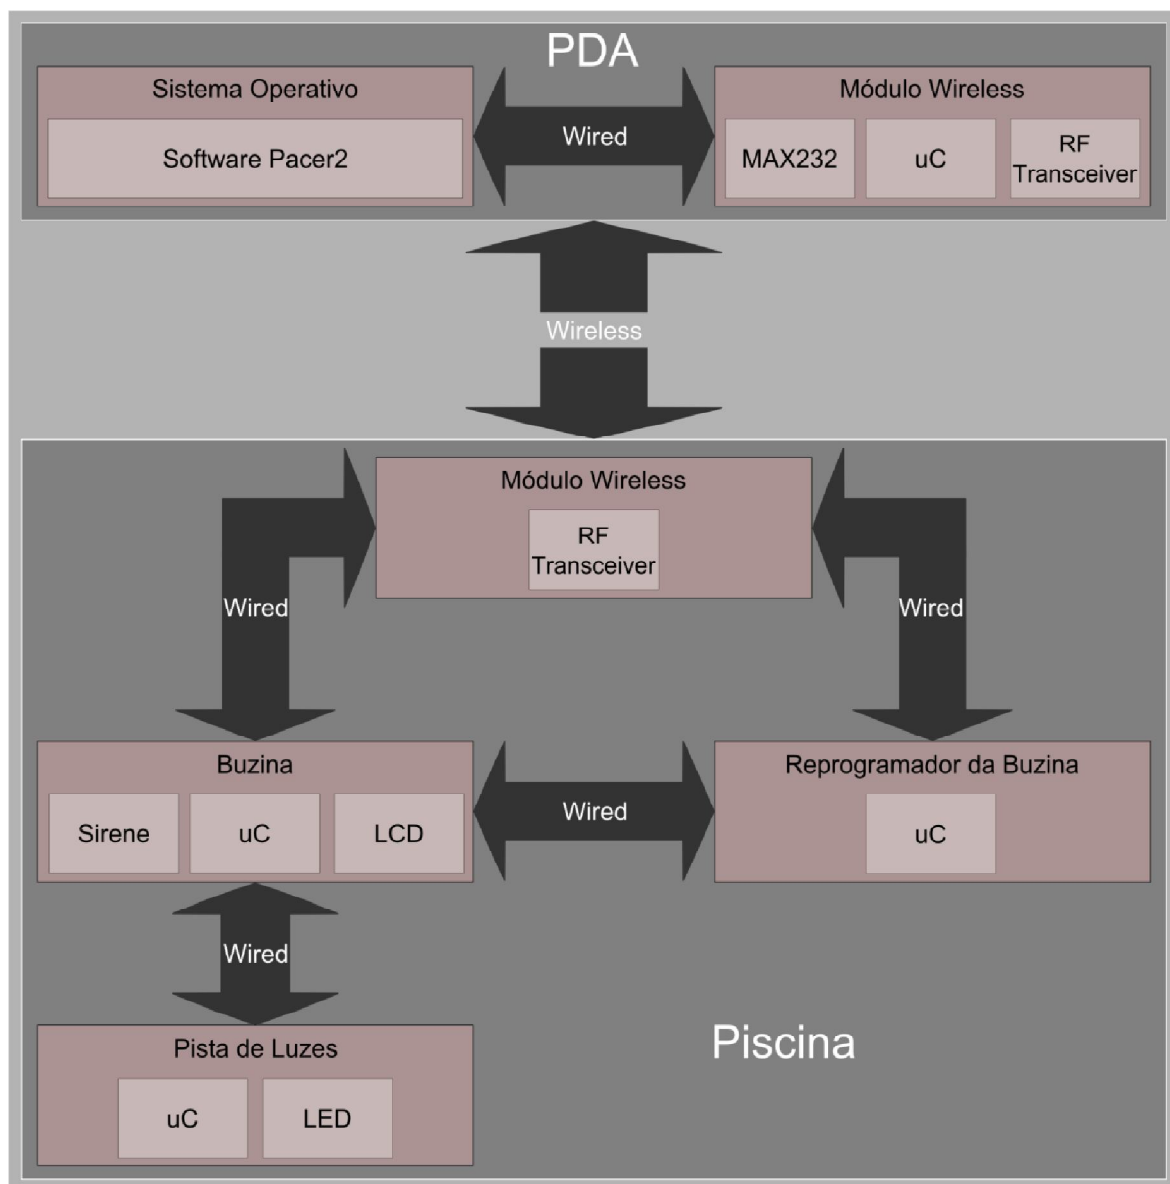 PDA
Sistema Operativo
Software Pacer2
Wired
Módulo Wireless
MAX232
uC
RF
Transceiver
Wireless
Módulo Wireless
RF
Transceiver
Wired
Wired
Buzina
Sirene
uC
LCD
Wired
Reprogramador da Buzina
uC
Wired
Pista de Luzes
uC
LED
Piscina